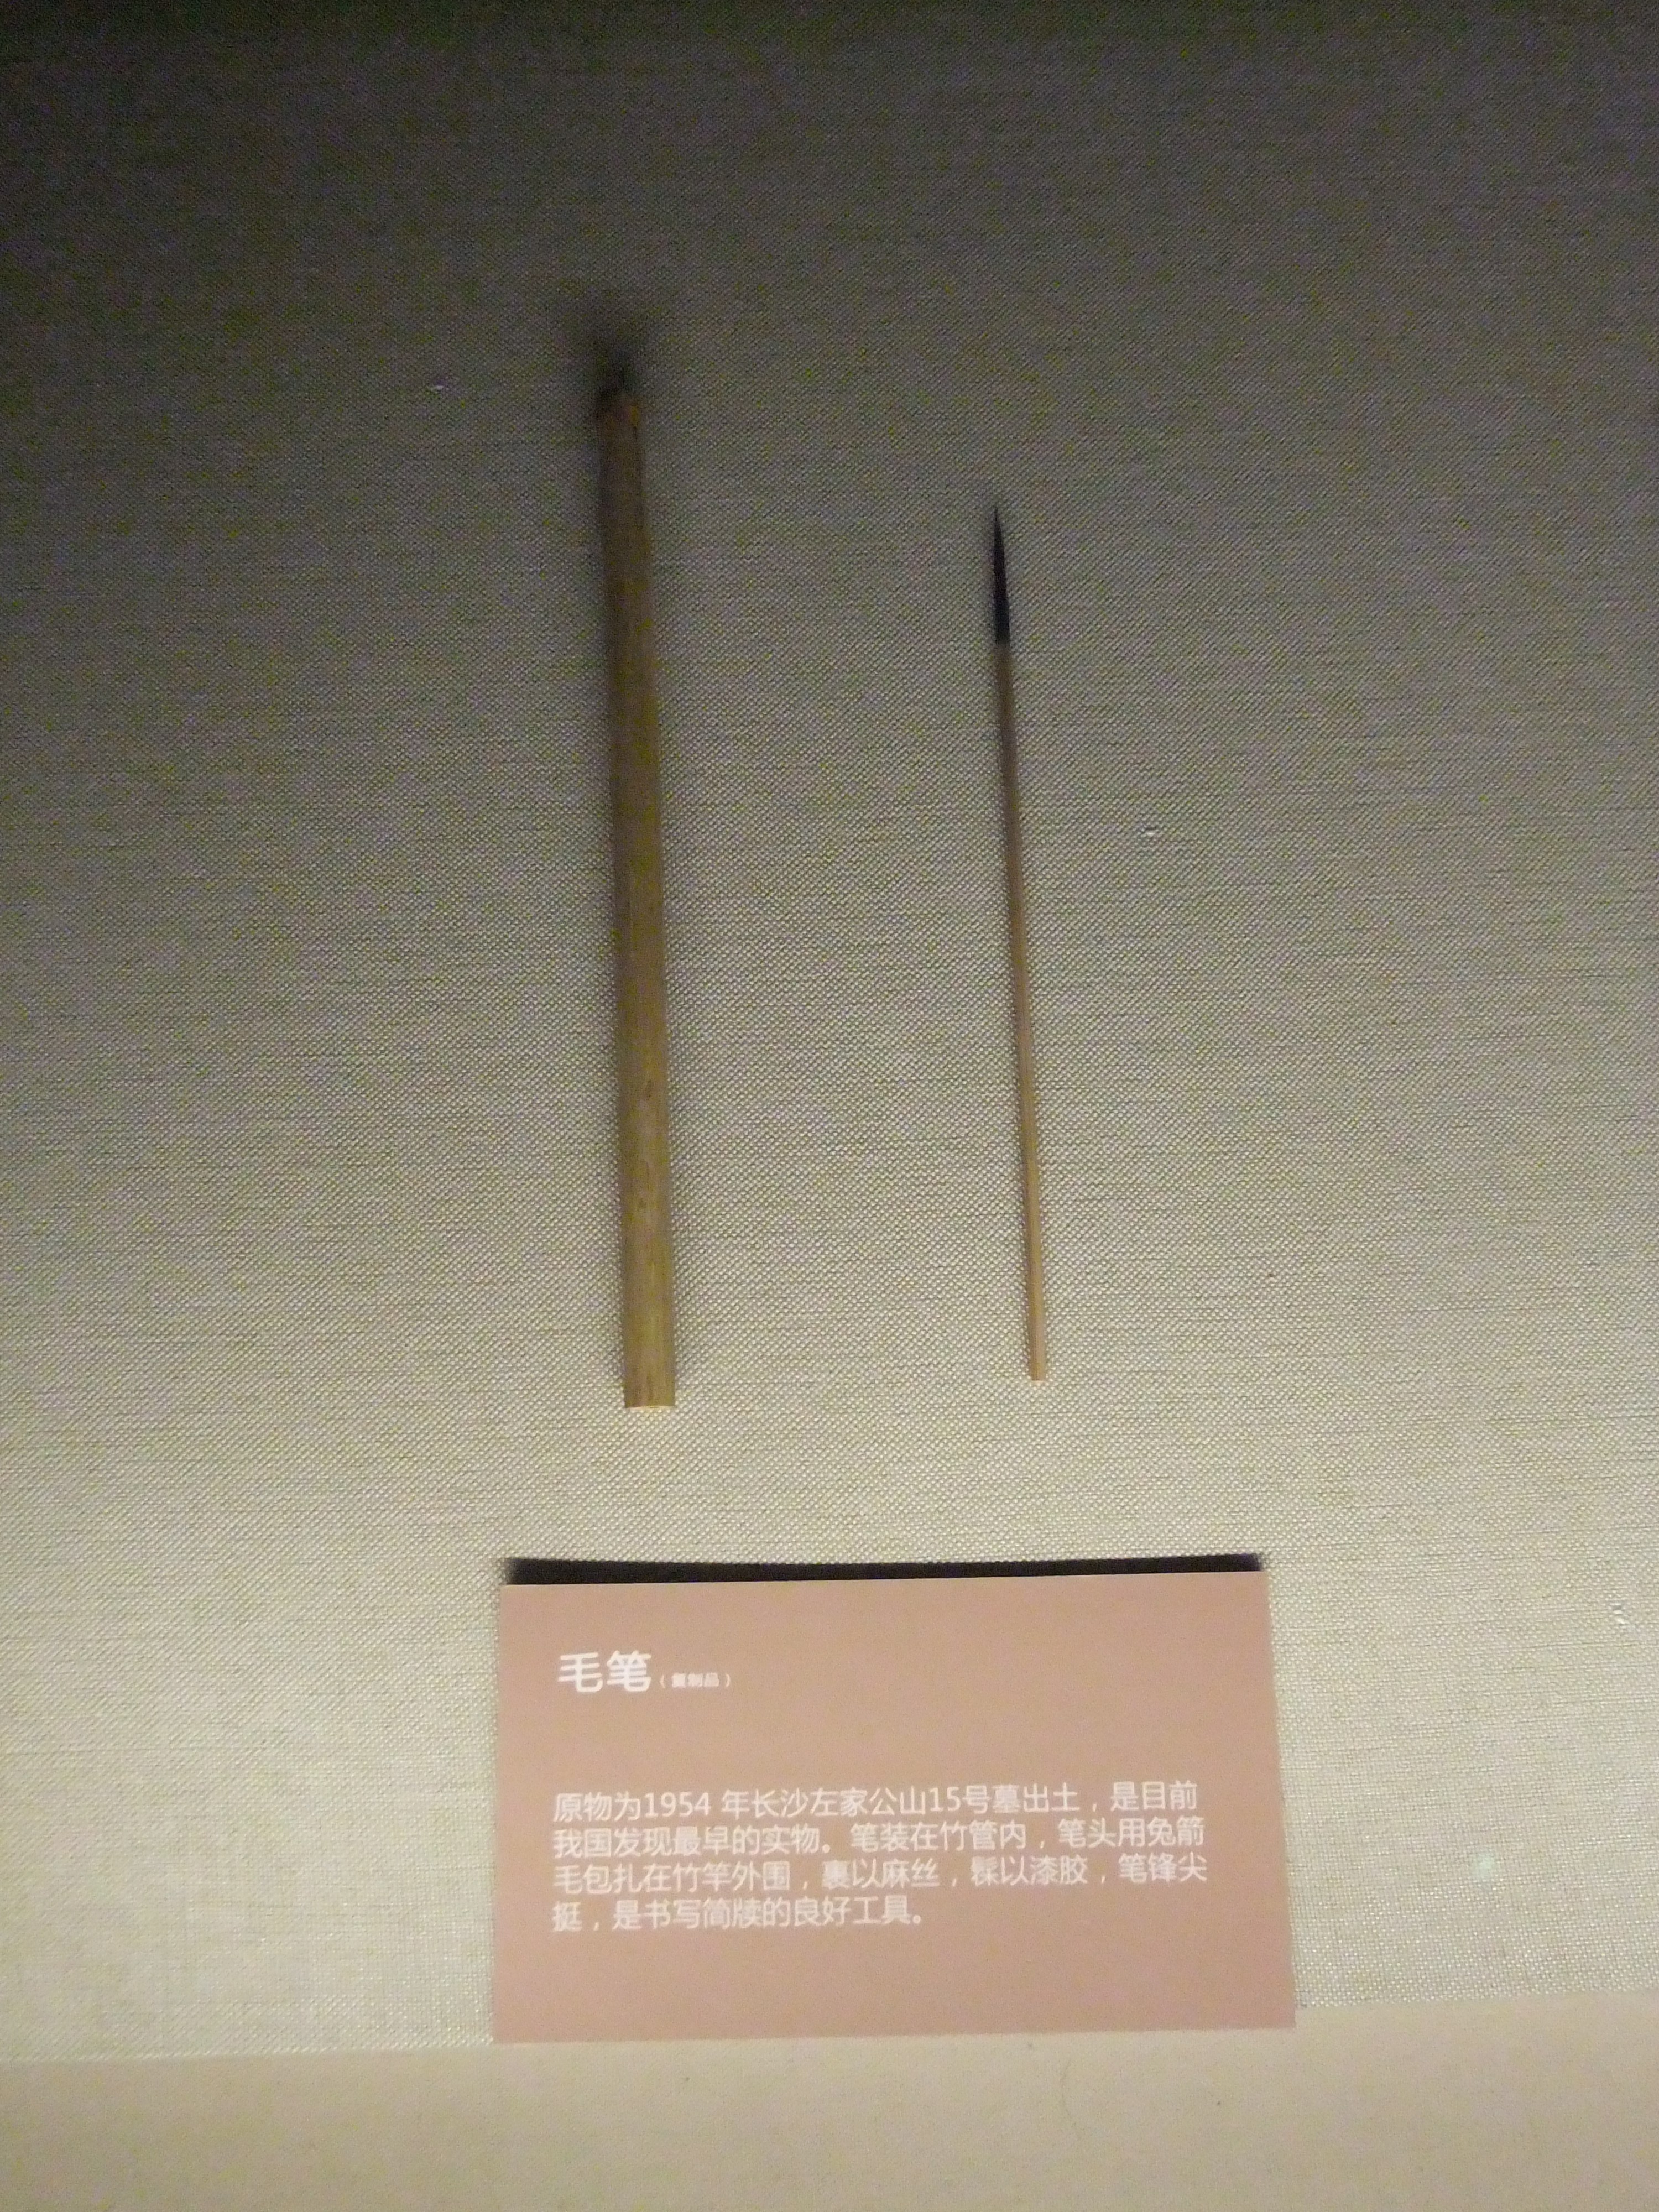 毛笔（复制品）
原物为1954 年长沙左家公山15号墓出土，是目前
我国发现最早的实物。笔装在竹管内，笔头用兔箭
毛包扎在竹竿外围，裹以麻丝，髹以漆胶，笔锋尖
挺，是书写简牍的良好工具。